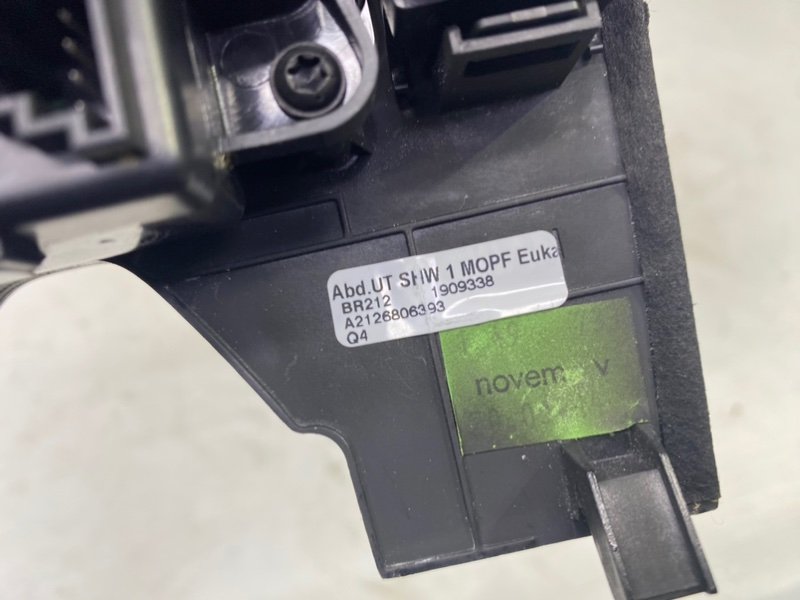 Abd.UT SHW 1 MOPF Euka
BR212 1909338
A2126806393
Q4
novem v